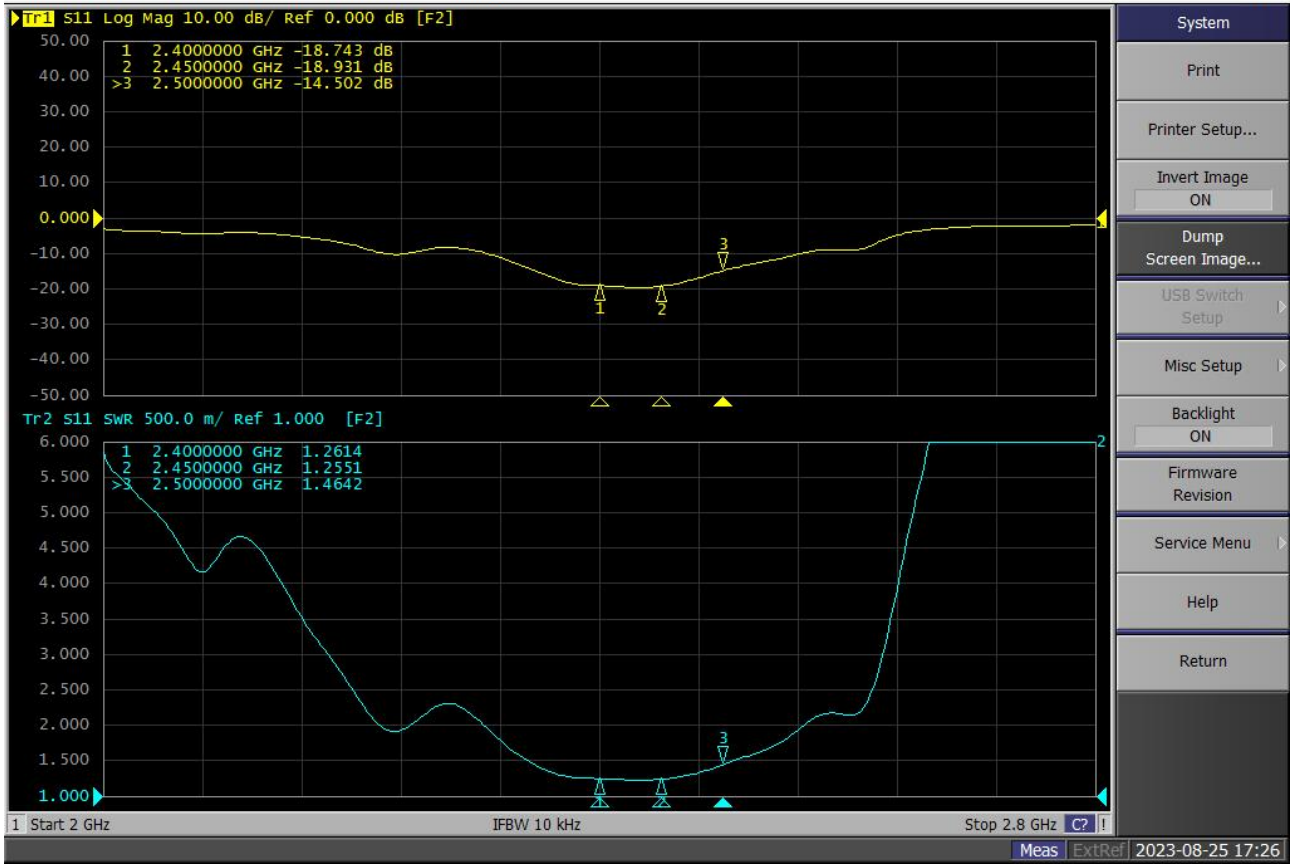 Tr1 S11 Log Mag 10.00 dB/ Ref 0.000 dB [F2]
50.00
1 2.4000000 GHz -18.743 dB
2 2.4500000 GHz -18.931 dB
>3 2.5000000 GHz -14.502 dB
40.00
30.00
20.00
10.00
0.000
-10.00
-20.00
-30.00
-40.00
-50.00
3
1
2
1
Tr2 S11 SWR 500.0 m/ Ref 1.000 [F2]
6.000
1 2.4000000 GHz 1.2614
2 2.4500000 GHz 1.2551
>3 2.5000000 GHz 1.4642
2
5.500
5.000
4.500
4.000
3.500
3.000
2.500
2.000
1.500
1.000
3
1
2
1 Start 2 GHz IFBW 10 kHz Stop 2.8 GHz C? !
Meas ExtRef 2023-08-25 17:26
System
Print
Printer Setup...
Invert Image
ON
Dump
Screen Image...
USB Switch
Setup
Misc Setup
Backlight
ON
Firmware
Revision
Service Menu
Help
Return